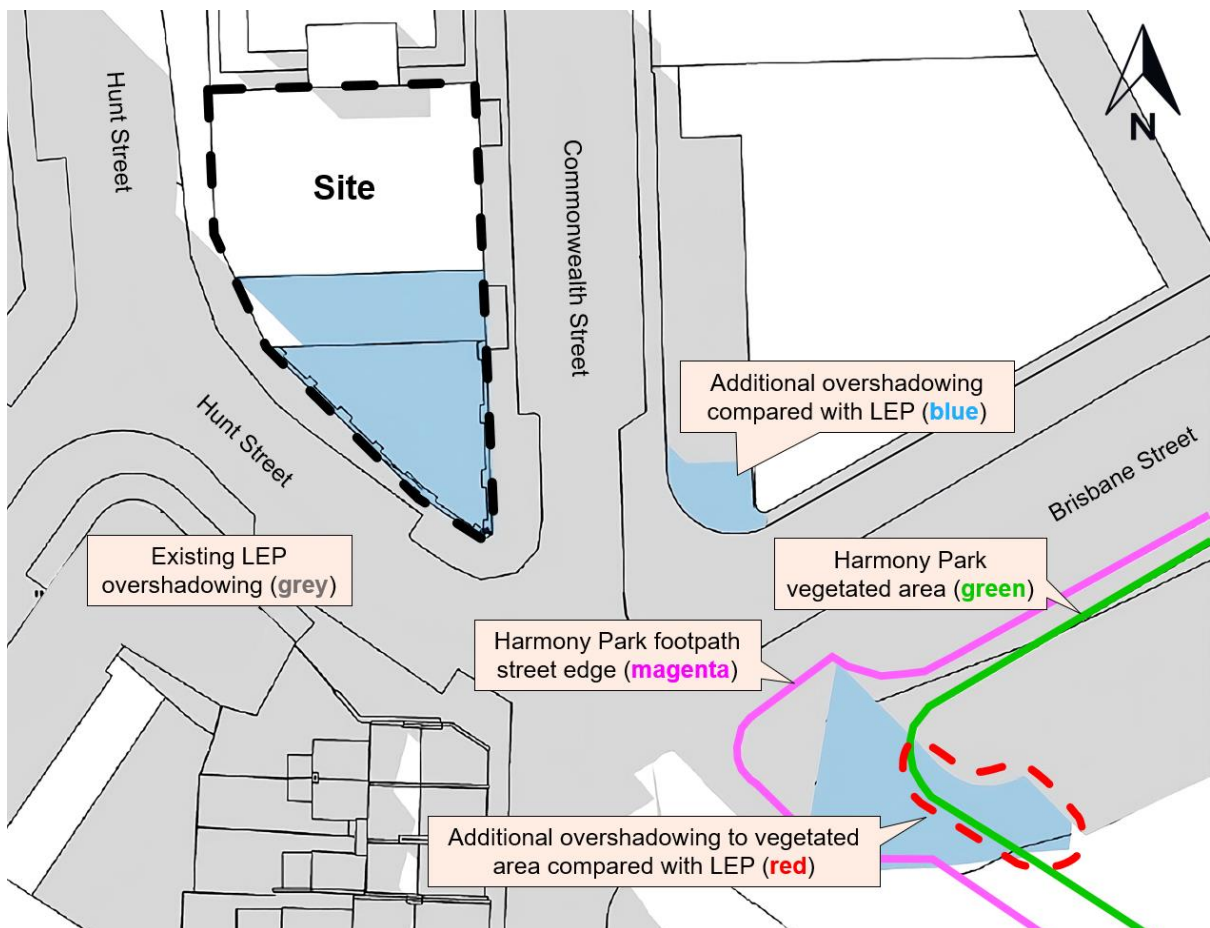 Hunt Street
Site
Commonwealth Street
N
Hunt Street
Additional overshadowing
compared with LEP (blue)
Brisbane Street
Existing LEP
overshadowing (grey)
Harmony Park
vegetated area (green)
Harmony Park footpath
street edge (magenta)
Additional overshadowing to vegetated
area compared with LEP (red)